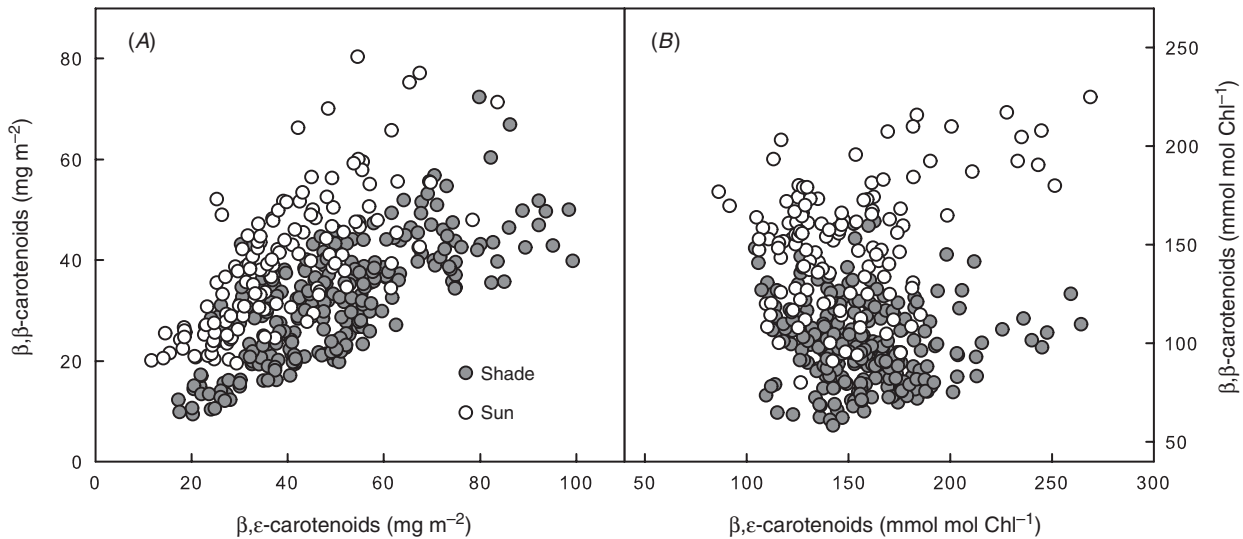 (A)
(B)
β,β-carotenoids (mg m−2)
80
60
40
20
0
Shade
Sun
0 20 40 60 80 100
β,ε-carotenoids (mg m−2)
250
200
150
100
50
β,β-carotenoids (mmol mol Chl−1)
50 100 150 200 250 300
β,ε-carotenoids (mmol mol Chl−1)